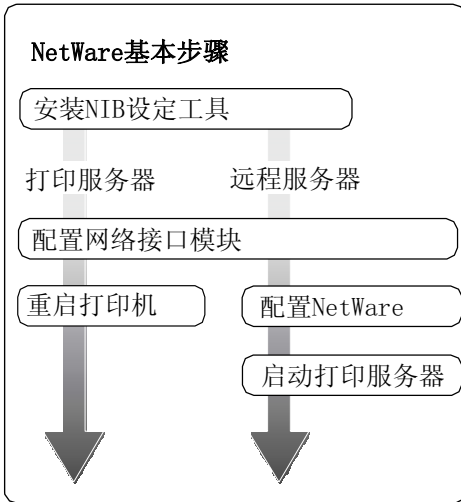 NetWare基本步骤
安装NIB设定工具
打印服务器
远程服务器
配置网络接口模块
重启打印机
配置NetWare
启动打印服务器